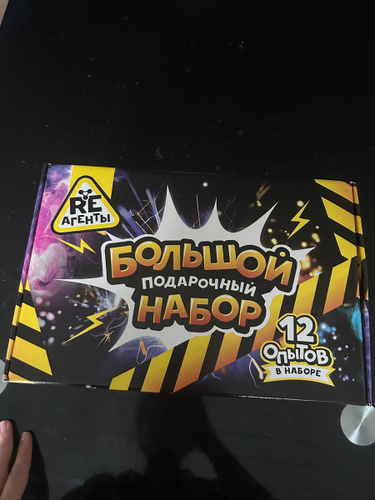 RE
АГЕНТЫ
БОЛЬШОЙ
ПОДАРОЧНЫЙ
НАБОР
12
ОПЫТОВ
В НАБОРЕ